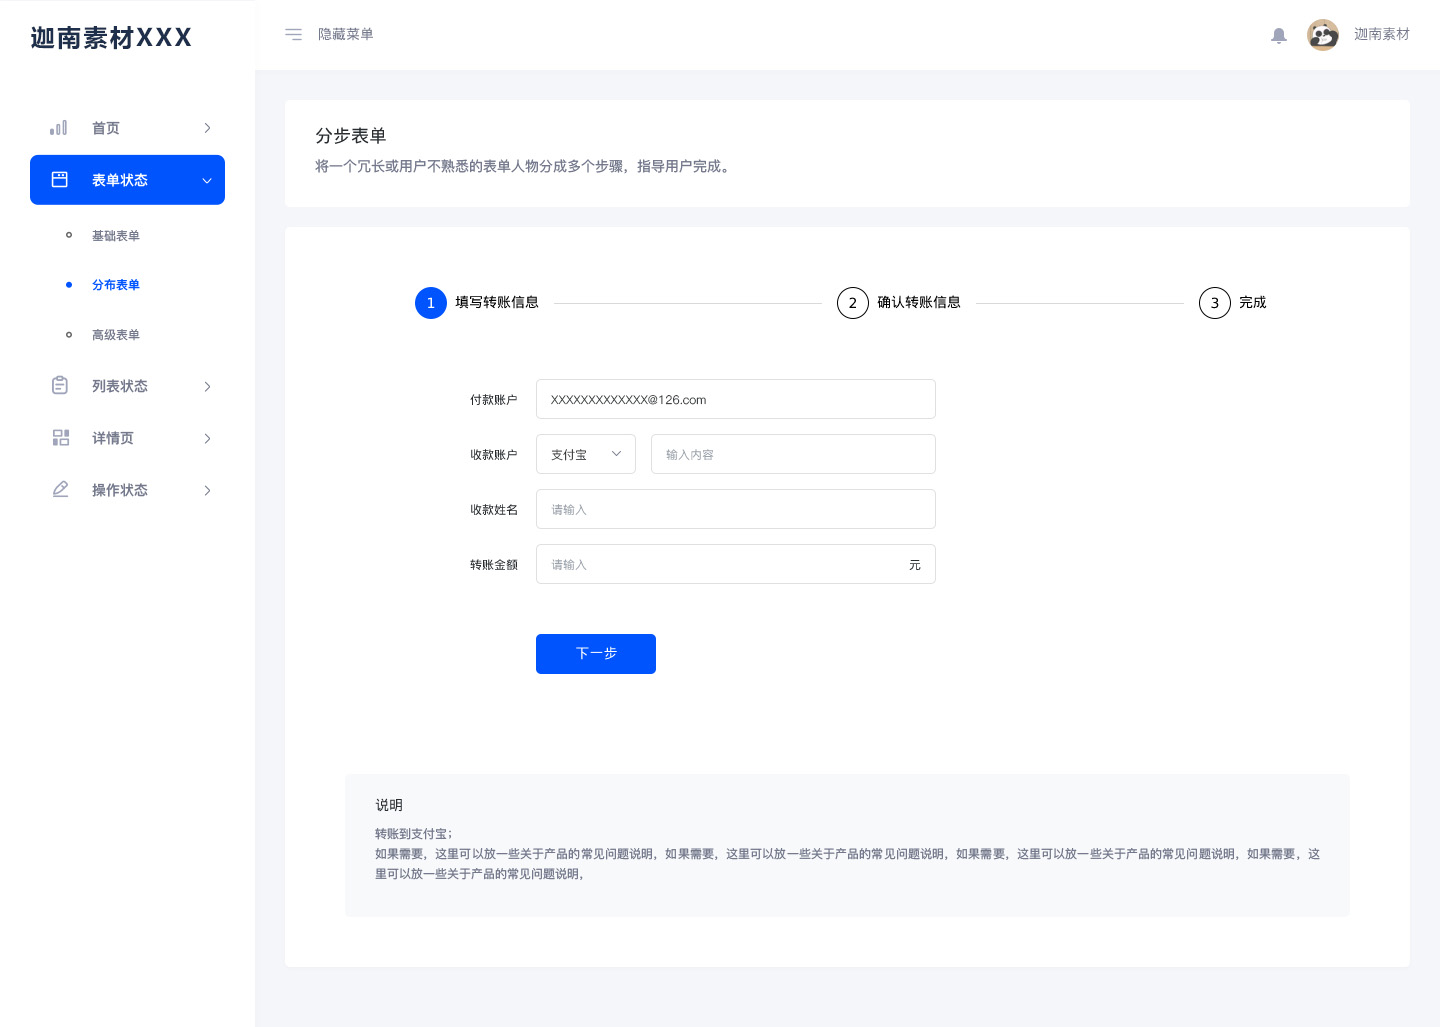 迦南素材XXX
隐藏菜单
迦南素材
首页
表单状态
基础表单
分布表单
高级表单
列表状态
详情页
操作状态
分步表单
将一个冗长或用户不熟悉的表单人物分成多个步骤，指导用户完成。
1 填写转账信息
2 确认转账信息
3 完成
付款账户 XXXXXXXXXXXXX@126.com
收款账户 支付宝 输入内容
收款姓名 请输入
转账金额 请输入 元
下一步
说明
转账到支付宝；
如果需要，这里可以放一些关于产品的常见问题说明，如果需要，这里可以放一些关于产品的常见问题说明，如果需要，这里可以放一些关于产品的常见问题说明，如果需要，这
里可以放一些关于产品的常见问题说明，